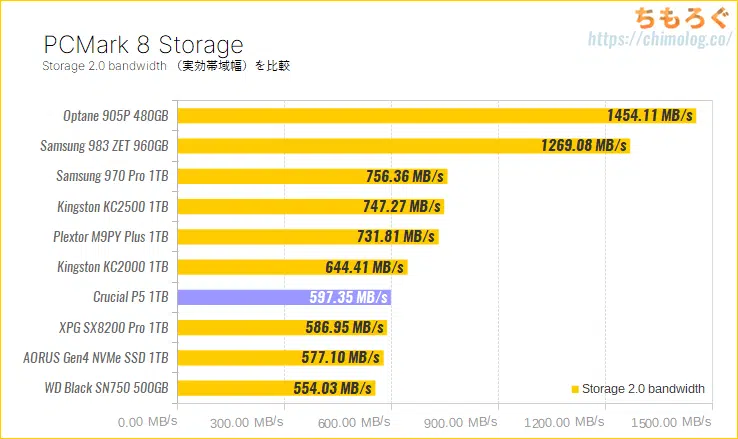 ちもろぐ
https://chimolog.co/
PCMark 8 Storage
Storage 2.0 bandwidth （実効帯域幅）を比較
Optane 905P 480GB 1454.11 MB/s
Samsung 983 ZET 960GB 1269.08 MB/s
Samsung 970 Pro 1TB 756.36 MB/s
Kingston KC2500 1TB 747.27 MB/s
Plextor M9PY Plus 1TB 731.81 MB/s
Kingston KC2000 1TB 644.41 MB/s
Crucial P5 1TB 597.35 MB/s
XPG SX8200 Pro 1TB 586.95 MB/s
AORUS Gen4 NVMe SSD 1TB 577.10 MB/s
WD Black SN750 500GB 554.03 MB/s
Storage 2.0 bandwidth
0.00 MB/s 300.00 MB/s 600.00 MB/s 900.00 MB/s 1200.00 MB/s 1500.00 MB/s